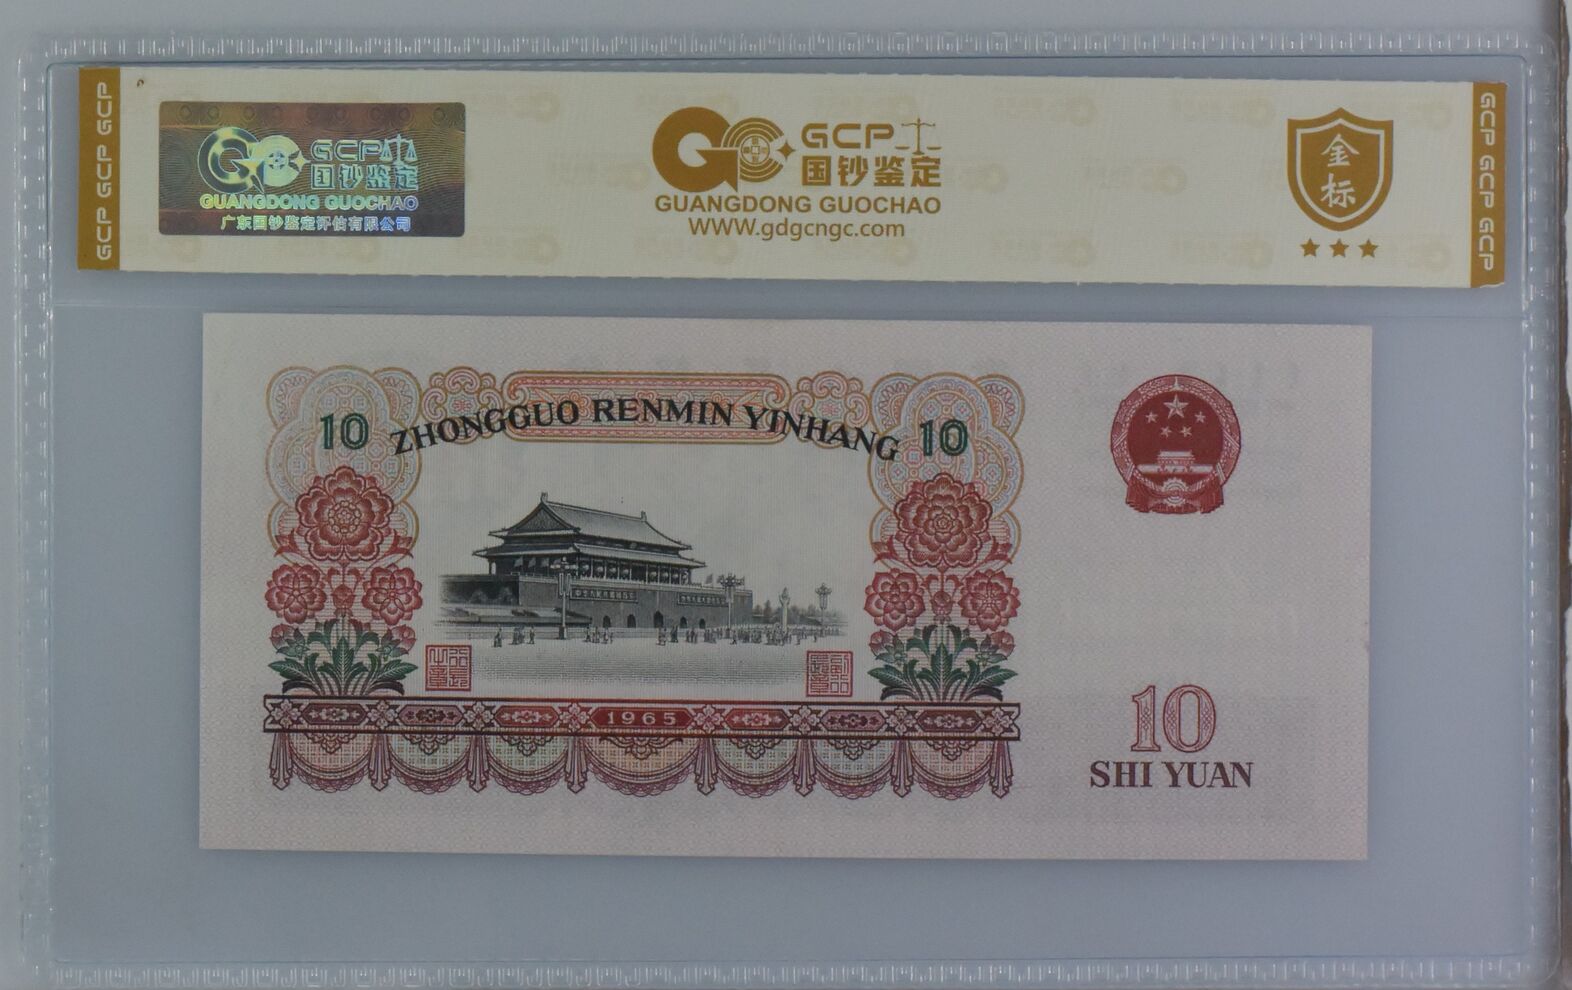 GCP GCP GCP
GCP 国钞鉴定
GUANGDONG GUOCHAO
广东国钞鉴定评估有限公司
GCP
国钞鉴定
GUANGDONG GUOCHAO
WWW.gdgcngc.com
金标
GCP GCP GCP GCP
10 ZHONGGUO RENMIN YINHANG 10
1965
10
SHI YUAN